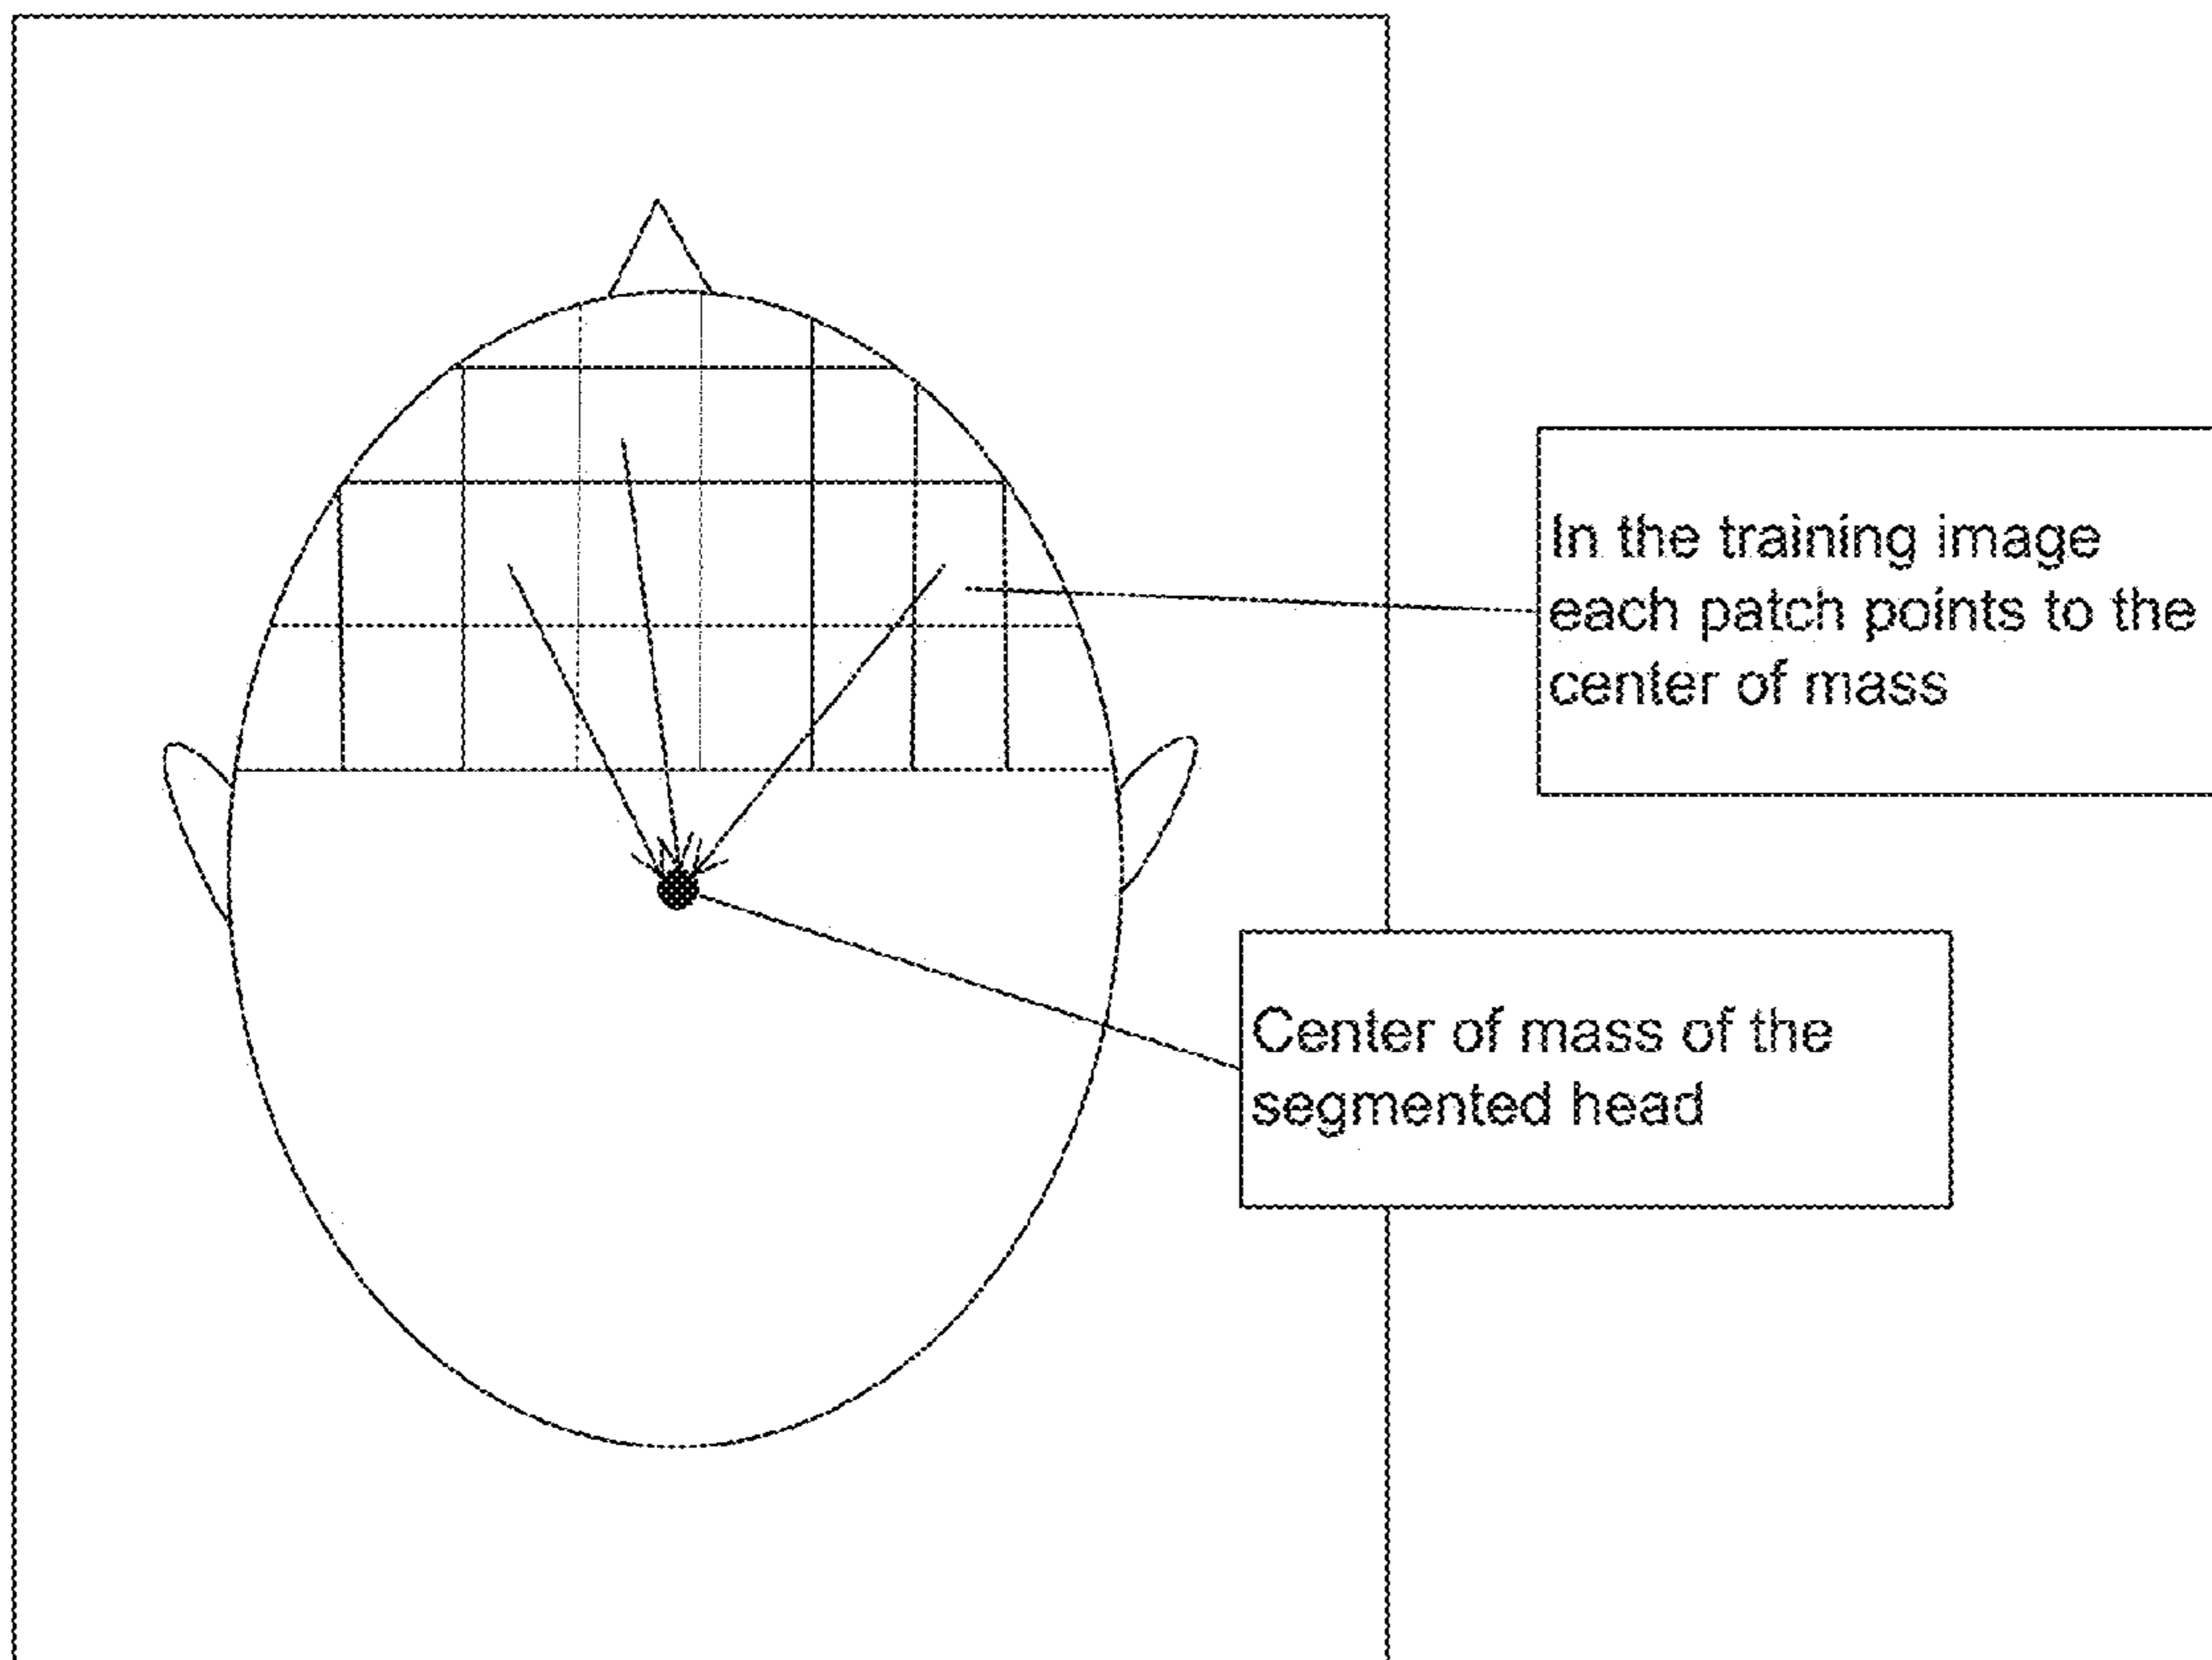 In the training image
each patch points to the
center of mass
Center of mass of the
segmented head